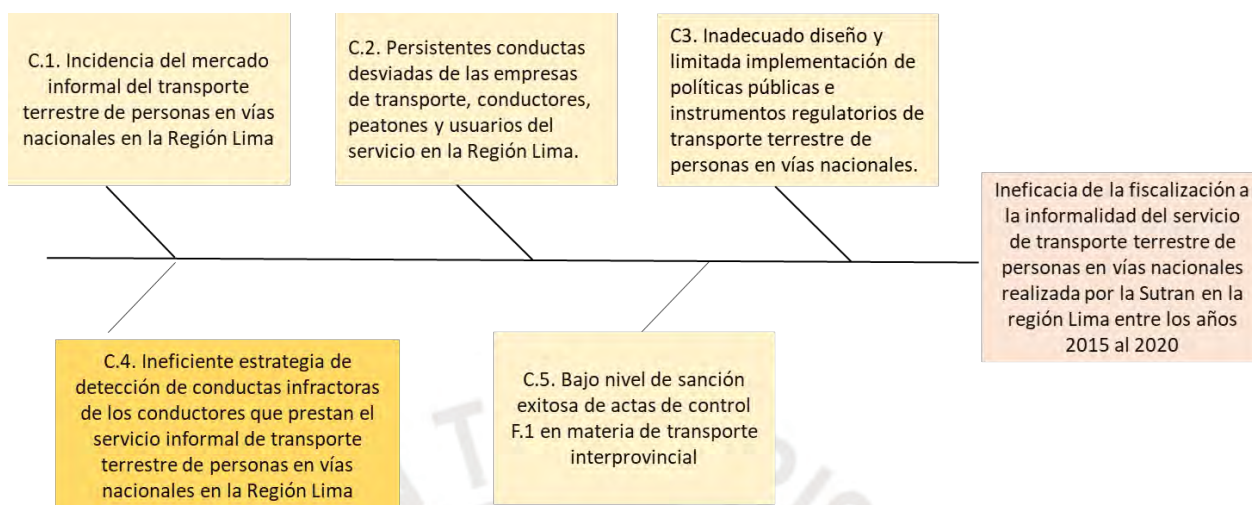 C.1. Incidencia del mercado
informal del transporte
terrestre de personas en vías
nacionales en la Región Lima
C.2. Persistentes conductas
desviadas de las empresas
de transporte, conductores,
peatones y usuarios del
servicio en la Región Lima.
C3. Inadecuado diseño y
limitada implementación de
políticas públicas e
instrumentos regulatorios de
transporte terrestre de
personas en vías nacionales.
Ineficacia de la fiscalización a
la informalidad del servicio
de transporte terrestre de
personas en vías nacionales
realizada por la Sutran en la
región Lima entre los años
2015 al 2020
C.4. Ineficiente estrategia de
detección de conductas infractoras
de los conductores que prestan el
servicio informal de transporte
terrestre de personas en vías
nacionales en la Región Lima
C.5. Bajo nivel de sanción
exitosa de actas de control
F.1 en materia de transporte
interprovincial